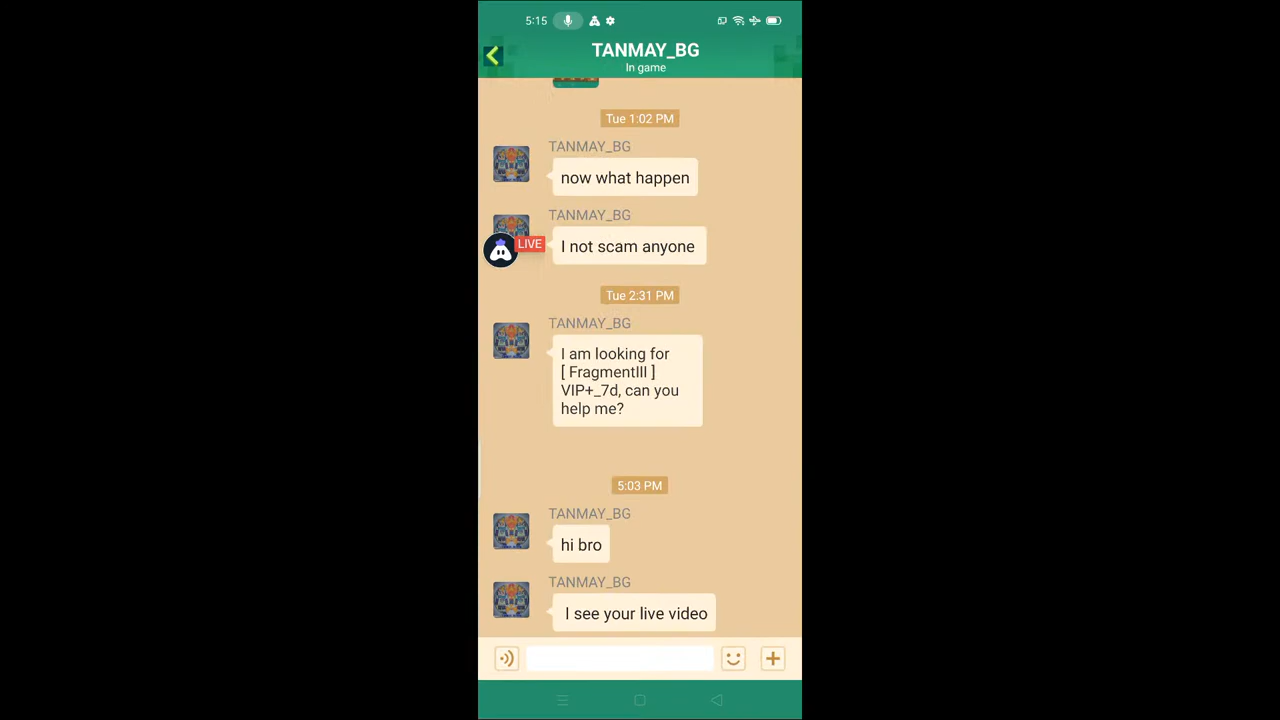 5:15
TANMAY_BG
In game
Tue 1:02 PM
TANMAY_BG
now what happen
TANMAY_BG
LIVE
I not scam anyone
Tue 2:31 PM
TANMAY_BG
I am looking for
[ FragmentIII ]
VIP+_7d, can you
help me?
5:03 PM
TANMAY_BG
hi bro
TANMAY_BG
I see your live video